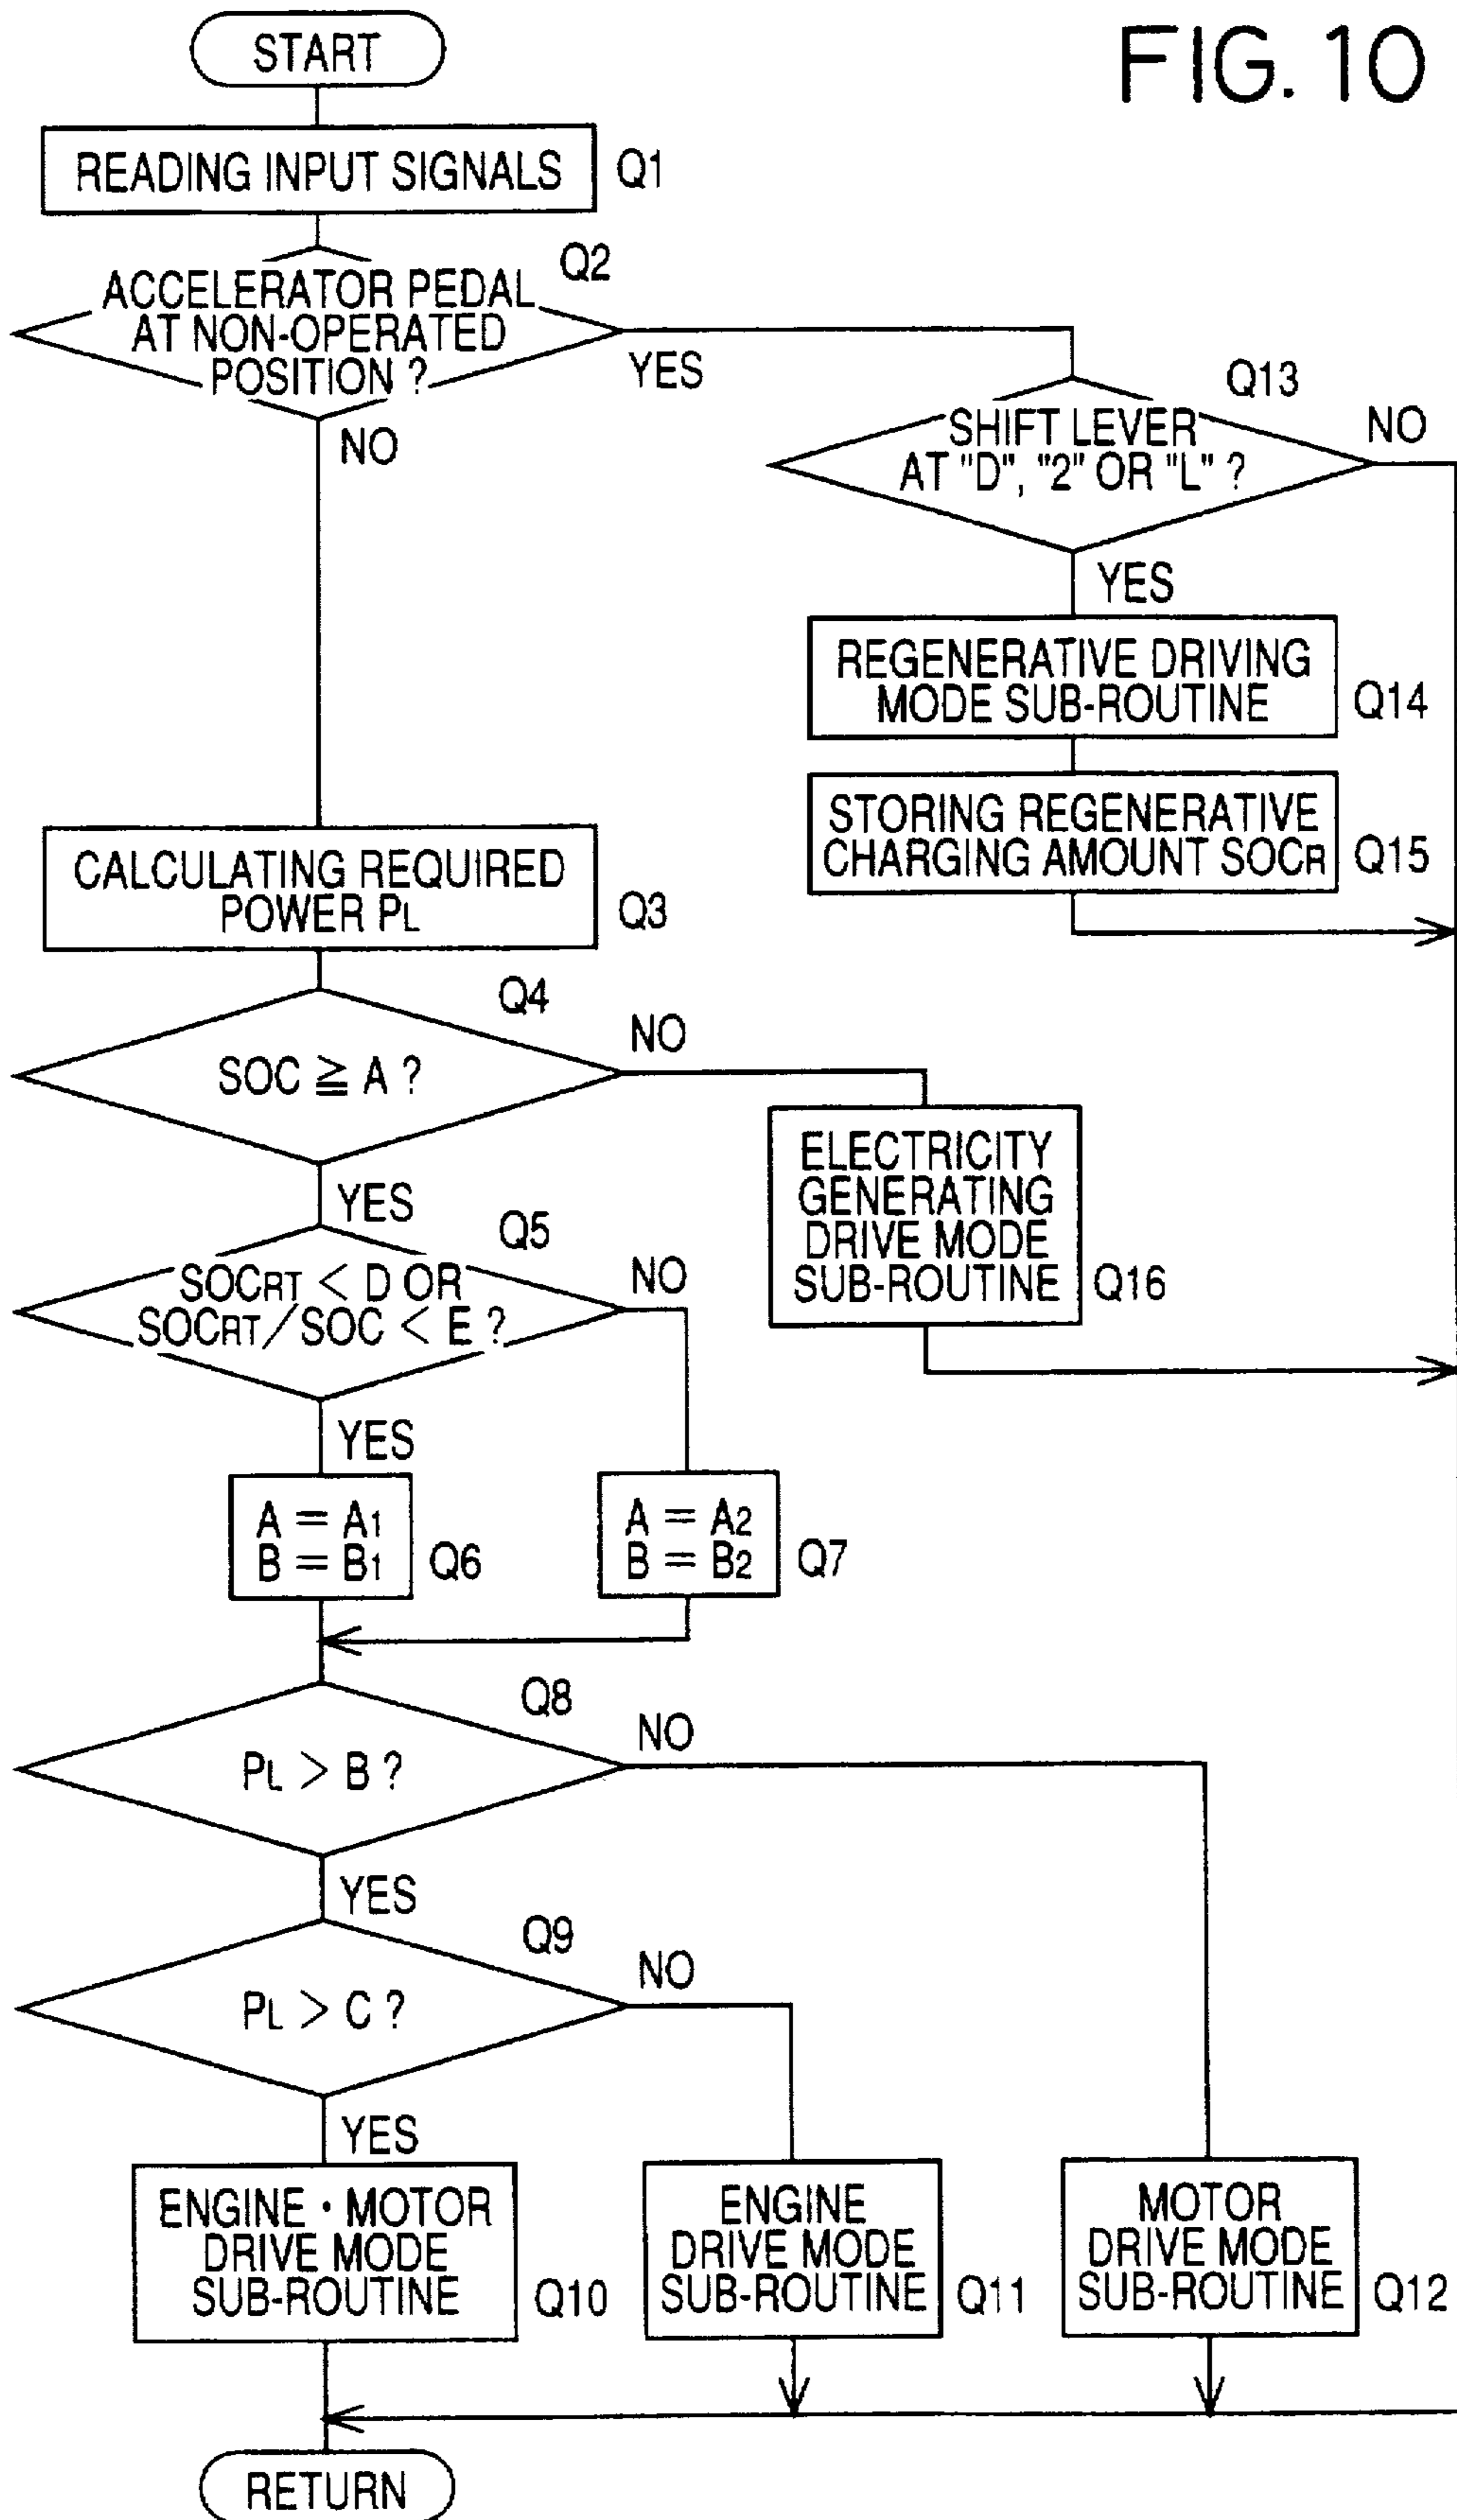 FIG. 10
START
READING INPUT SIGNALS
Q1
Q2
ACCELERATOR PEDAL
AT NON-OPERATED
POSITION ?
YES
NO
Q13
SHIFT LEVER
AT "D", "2" OR "L" ?
NO
YES
REGENERATIVE DRIVING
MODE SUB-ROUTINE
Q14
STORING REGENERATIVE
CHARGING AMOUNT SOCR
Q15
CALCULATING REQUIRED
POWER PL
Q3
Q4
SOC ≧ A ?
NO
YES
ELECTRICITY
GENERATING
DRIVE MODE
SUB-ROUTINE
Q16
Q5
SOCRT < D OR
SOCRT/SOC < E ?
NO
YES
A = A1
B = B1
Q6
A = A2
B = B2
Q7
Q8
PL > B ?
NO
YES
Q9
PL > C ?
NO
YES
ENGINE • MOTOR
DRIVE MODE
SUB-ROUTINE
Q10
ENGINE
DRIVE MODE
SUB-ROUTINE
Q11
MOTOR
DRIVE MODE
SUB-ROUTINE
Q12
RETURN